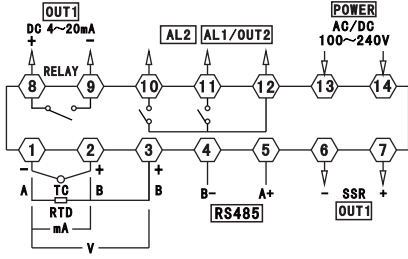 OUT1 POWER
DC 4~20mA AL2 AL1/OUT2 AC/DC
+ - 100~240V
RELAY
8 9 10 11 12 13 14
1 2 3 4 5 6 7
- + +
A TC B B B- A+ - SSR +
RTD RS485 OUT1
mA
V